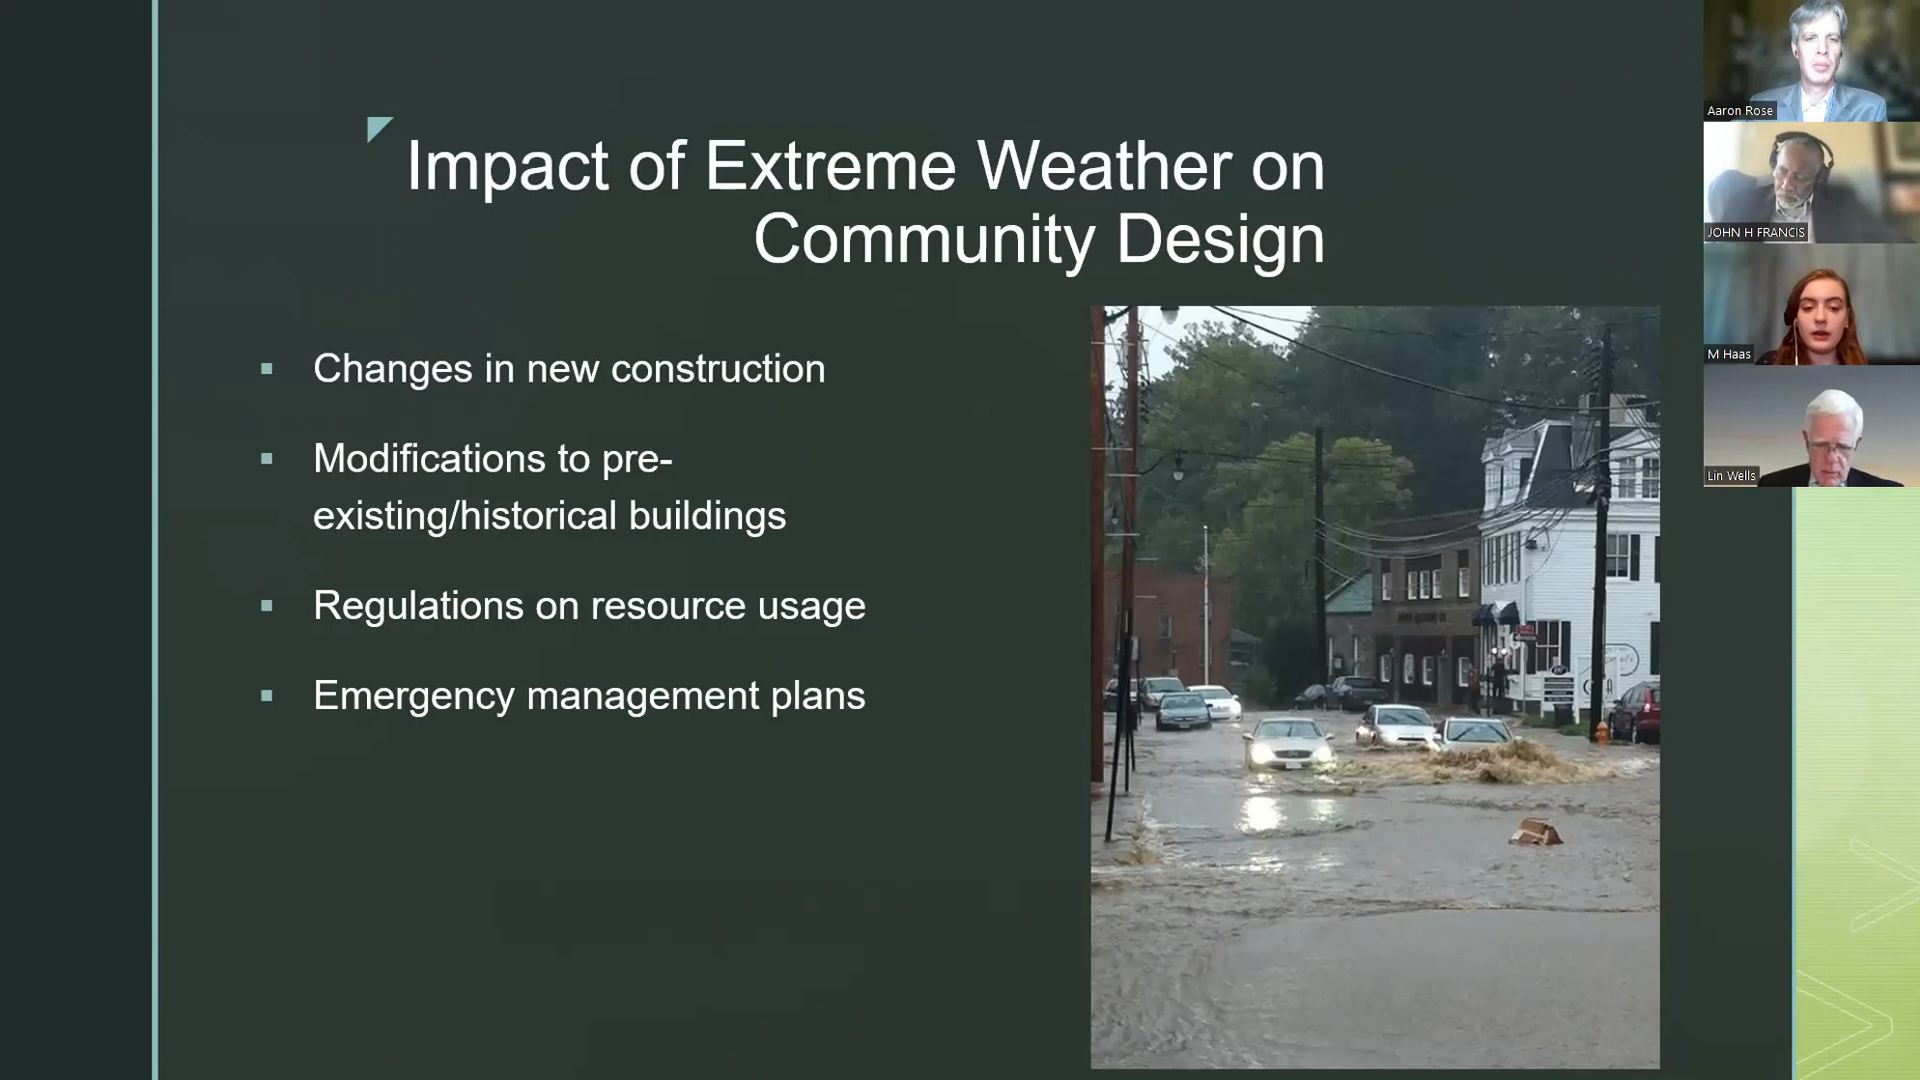 Impact of Extreme Weather on
Community Design
Changes in new construction
Modifications to pre-
existing/historical buildings
Regulations on resource usage
Emergency management plans
Aaron Rose
JOHN H FRANCIS
M Haas
Lin Wells